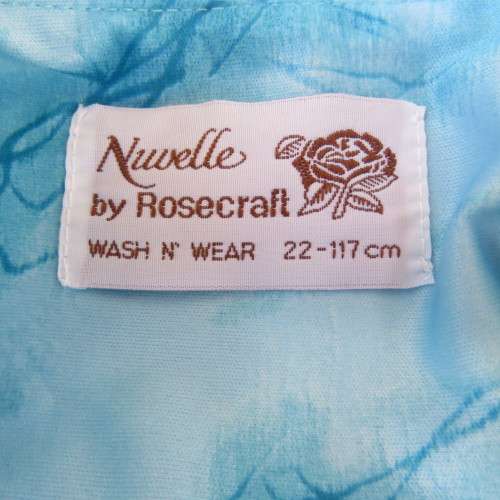 Nuvelle
by Rosecraft
WASH N' WEAR 22-117cm